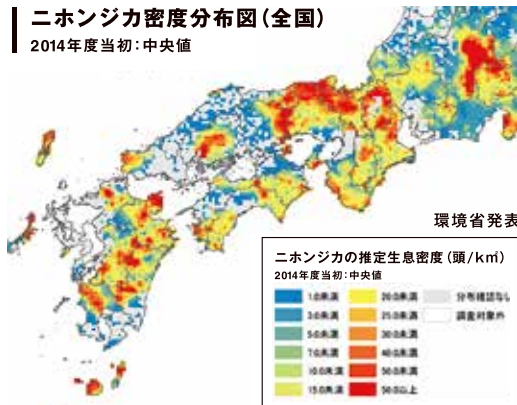 ニホンジカ密度分布図(全国)
2014年度当初:中央値
環境省発表
ニホンジカの推定生息密度(頭/k㎡)
2014年度当初:中央値
1.0未満
3.0未満
5.0未満
7.0未満
10.0未満
15.0未満
20.0未満
25.0未満
30.0未満
40.0未満
50.0未満
50.0以上
分布確認なし
調査対象外